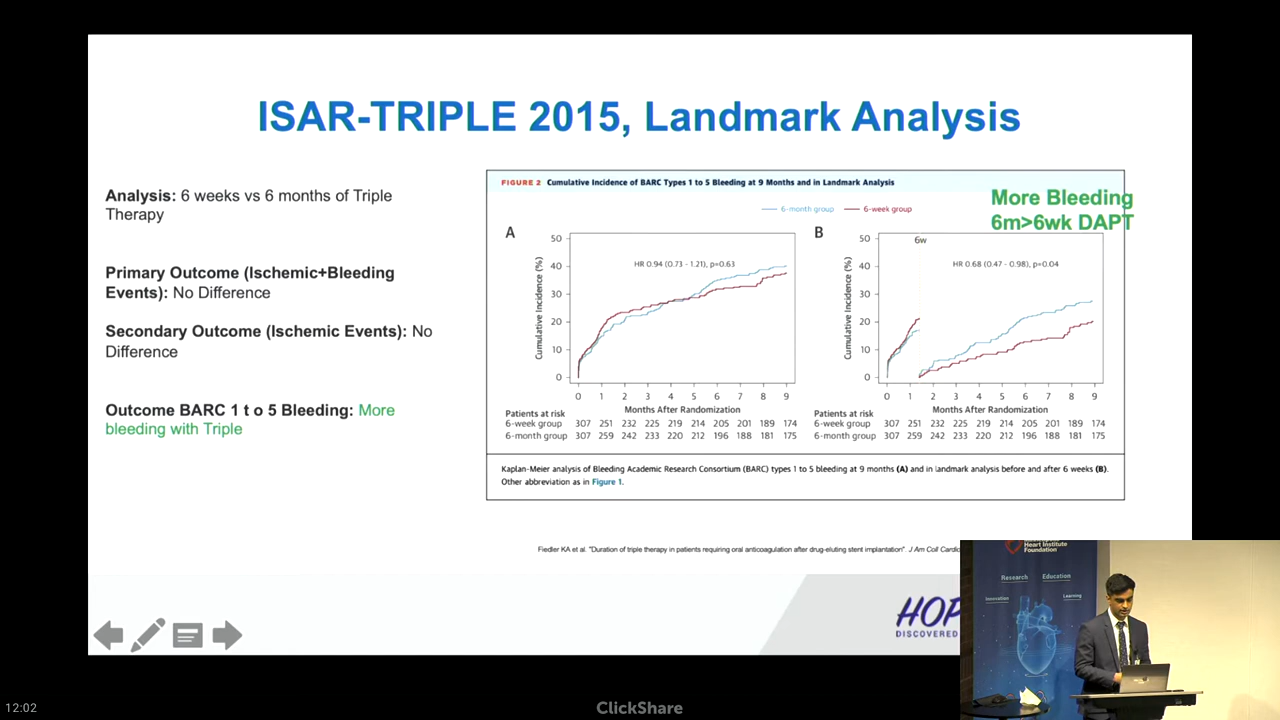 ISAR-TRIPLE 2015, Landmark Analysis
Analysis: 6 weeks vs 6 months of Triple
Therapy
Primary Outcome (Ischemic+Bleeding
Events): No Difference
Secondary Outcome (Ischemic Events): No
Difference
Outcome BARC 1 t o 5 Bleeding: More
bleeding with Triple
FIGURE 2 Cumulative Incidence of BARC Types 1 to 5 Bleeding at 9 Months and in Landmark Analysis
More Bleeding
6m>6wk DAPT
6-month group 6-week group
A
50
40
30
20
10
0
Cumulative Incidence (%)
HR 0.94 (0.73 - 1.21), p=0.63
0 1 2 3 4 5 6 7 8 9
Months After Randomization
Patients at risk
6-week group 307 251 232 225 219 214 205 201 189 174
6-month group 307 259 242 233 220 212 196 188 181 175
B
6w
50
40
30
20
10
0
Cumulative Incidence (%)
HR 0.68 (0.47 - 0.98), p=0.04
0 1 2 3 4 5 6 7 8 9
Months After Randomization
Patients at risk
6-week group 307 251 232 225 219 214 205 201 189 174
6-month group 307 259 242 233 220 212 196 188 181 175
Kaplan-Meier analysis of Bleeding Academic Research Consortium (BARC) types 1 to 5 bleeding at 9 months (A) and in landmark analysis before and after 6 weeks (B).
Other abbreviation as in Figure 1.
Fiedler KA et al. "Duration of triple therapy in patients requiring oral anticoagulation after drug-eluting stent implantation". J Am Coll Cardio
HOP
DISCOVERED
Heart Institute
Foundation
Research Education
Innovation
Learning
12:02
ClickShare